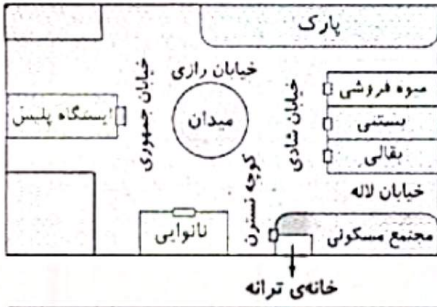 پارک
خیابان رازی
میوه فروشی
خیابان جمهوری
خیابان شادی
ایستگاه پلیس
میدان
بستنی
بقالی
کوچه نسترن
خیابان لاله
نانوایی
مجتمع مسکونی
خانه‌ی ترانه